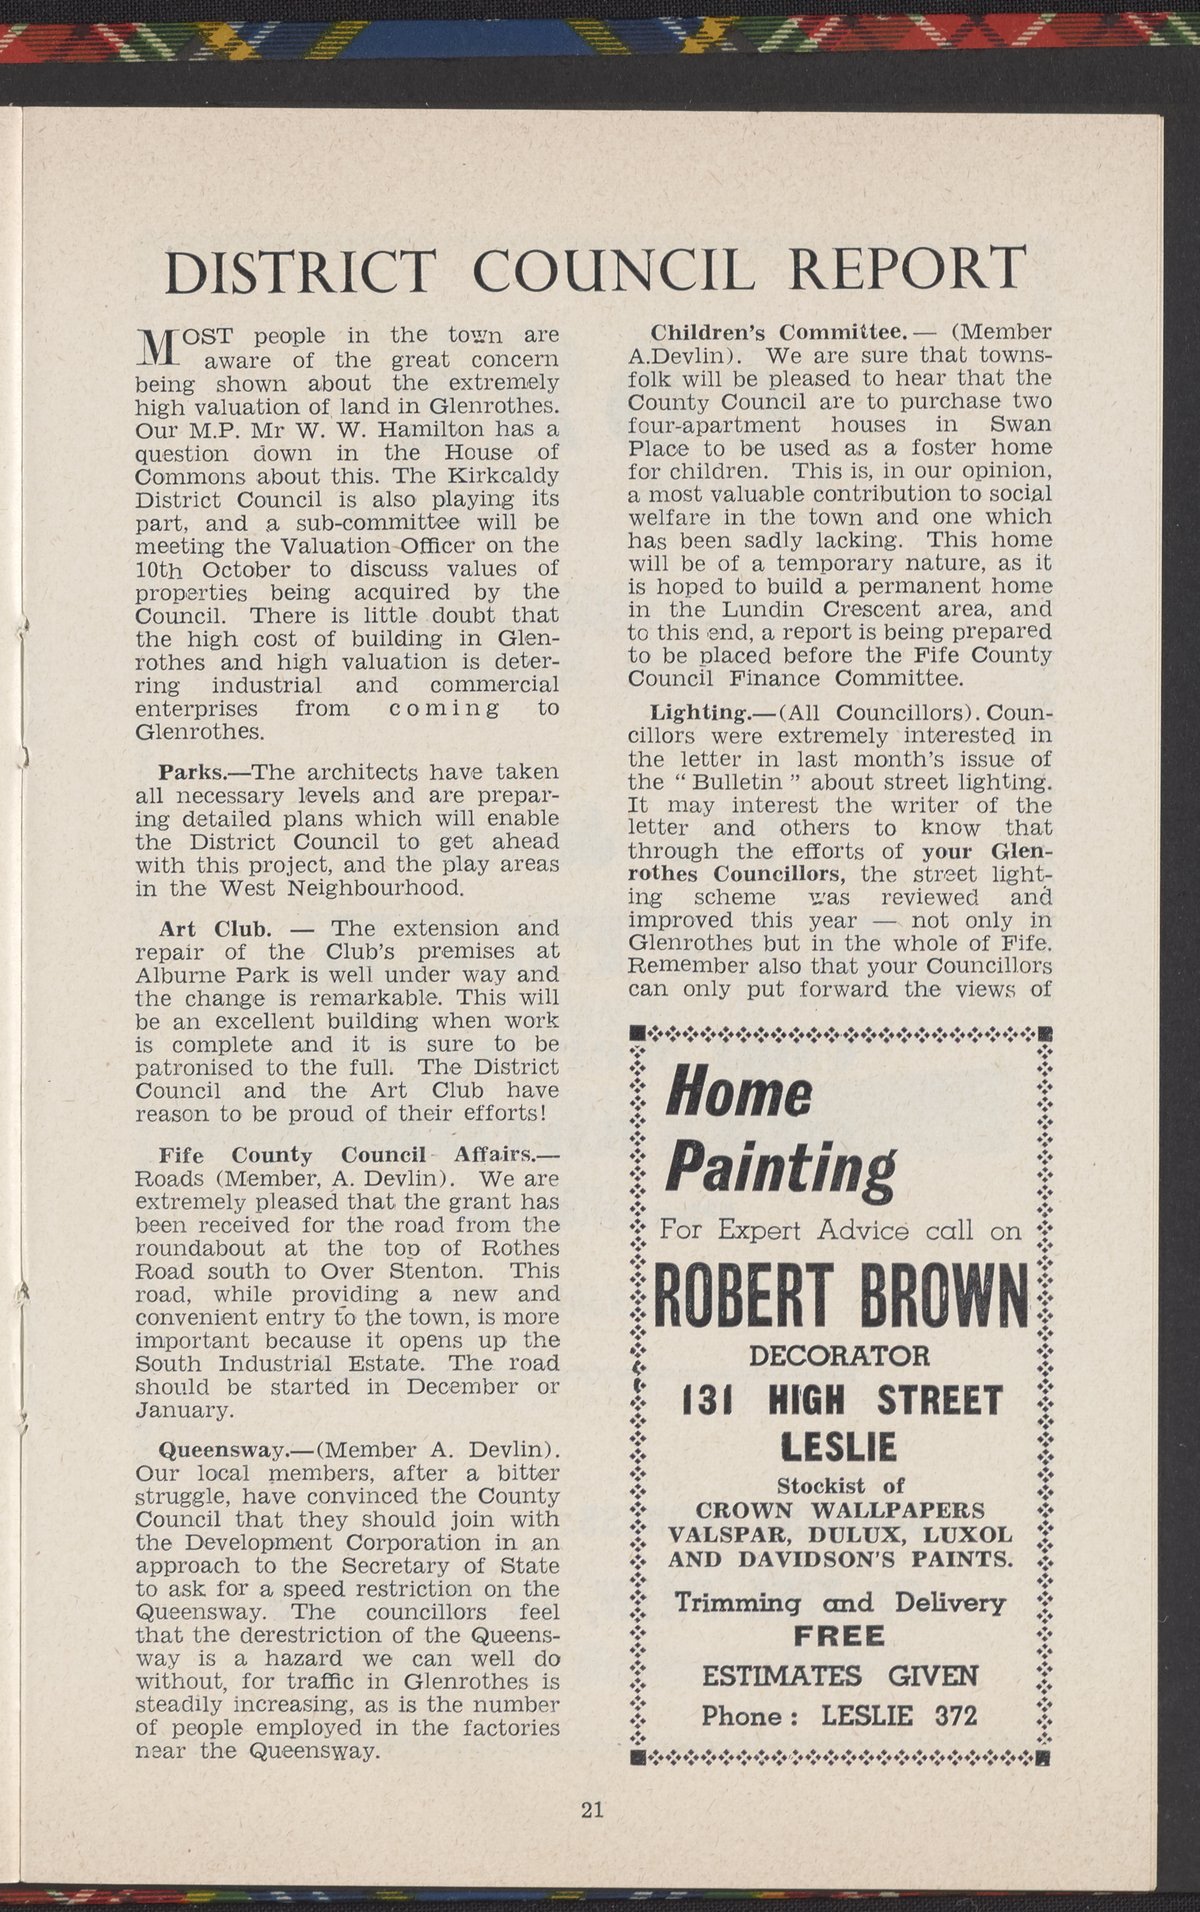 DISTRICT COUNCIL REPORT
MOST people in the town are
aware of the great concern
being shown about the extremely
high valuation of land in Glenrothes.
Our M.P. Mr W. W. Hamilton has a
question down in the House of
Commons about this. The Kirkcaldy
District Council is also playing its
part, and a sub-committee will be
meeting the Valuation Officer on the
10th October to discuss values of
properties being acquired by the
Council. There is little doubt that
the high cost of building in Glen-
rothes and high valuation is deter-
ring industrial and commercial
enterprises from coming to
Glenrothes.
Parks.—The architects have taken
all necessary levels and are prepar-
ing detailed plans which will enable
the District Council to get ahead
with this project, and the play areas
in the West Neighbourhood.
Art Club. — The extension and
repair of the Club's premises at
Alburne Park is well under way and
the change is remarkable. This will
be an excellent building when work
is complete and it is sure to be
patronised to the full. The District
Council and the Art Club have
reason to be proud of their efforts!
Fife County Council Affairs.—
Roads (Member, A. Devlin). We are
extremely pleased that the grant has
been received for the road from the
roundabout at the top of Rothes
Road south to Over Stenton. This
road, while providing a new and
convenient entry to the town, is more
important because it opens up the
South Industrial Estate. The road
should be started in December or
January.
Queensway.—(Member A. Devlin).
Our local members, after a bitter
struggle, have convinced the County
Council that they should join with
the Development Corporation in an
approach to the Secretary of State
to ask for a speed restriction on the
Queensway. The councillors feel
that the derestriction of the Queens-
way is a hazard we can well do
without, for traffic in Glenrothes is
steadily increasing, as is the number
of people employed in the factories
near the Queensway.
Children's Committee. — (Member
A.Devlin). We are sure that towns-
folk will be pleased to hear that the
County Council are to purchase two
four-apartment houses in Swan
Place to be used as a foster home
for children. This is, in our opinion,
a most valuable contribution to social
welfare in the town and one which
has been sadly lacking. This home
will be of a temporary nature, as it
is hoped to build a permanent home
in the Lundin Crescent area, and
to this end, a report is being prepared
to be placed before the Fife County
Council Finance Committee.
Lighting.—(All Councillors). Coun-
cillors were extremely interested in
the letter in last month's issue of
the “ Bulletin ” about street lighting.
It may interest the writer of the
letter and others to know that
through the efforts of your Glen-
rothes Councillors, the street light-
ing scheme was reviewed and
improved this year — not only in
Glenrothes but in the whole of Fife.
Remember also that your Councillors
can only put forward the views of
Home
Painting
For Expert Advice call on
ROBERT BROWN
DECORATOR
131 HIGH STREET
LESLIE
Stockist of
CROWN WALLPAPERS
VALSPAR, DULUX, LUXOL
AND DAVIDSON'S PAINTS.
Trimming and Delivery
FREE
ESTIMATES GIVEN
Phone : LESLIE 372
21